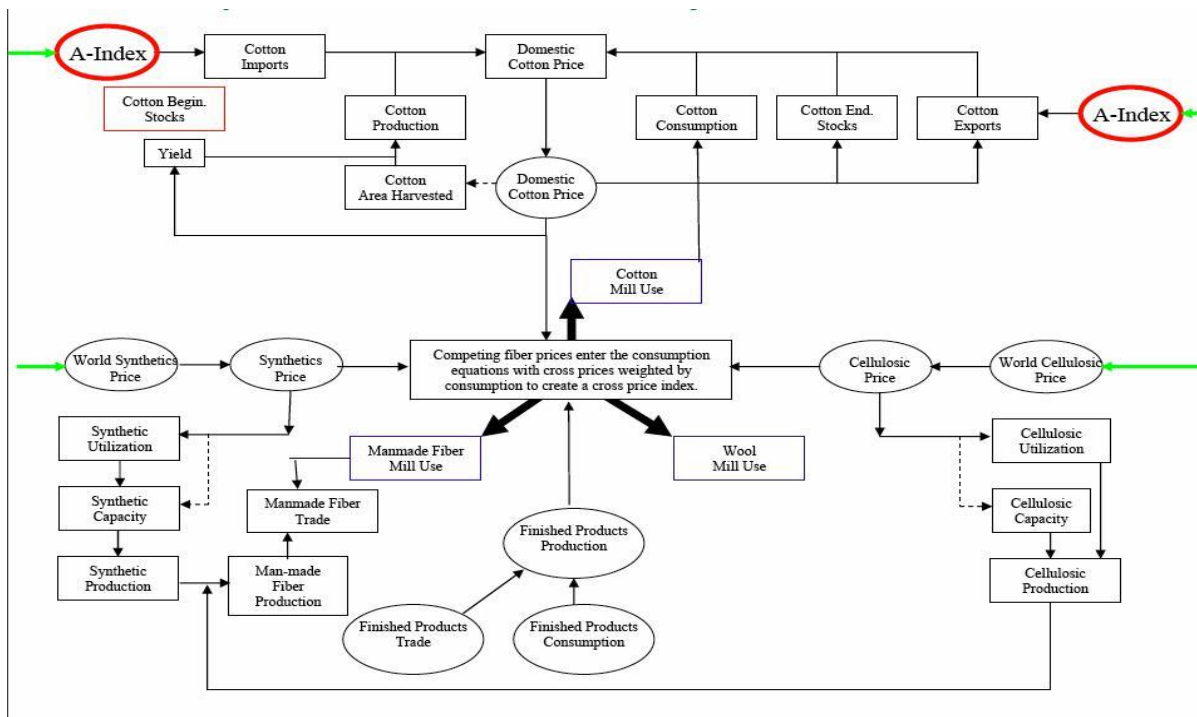 A-Index
Cotton
Imports
Domestic
Cotton Price
Cotton Begin.
Stocks
Cotton
Production
Cotton
Consumption
Cotton End.
Stocks
Cotton
Exports
A-Index
Yield
Cotton
Area Harvested
Domestic
Cotton Price
Cotton
Mill Use
World Synthetics
Price
Synthetics
Price
Competing fiber prices enter the consumption
equations with cross prices weighted by
consumption to create a cross price index.
Cellulosic
Price
World Cellulosic
Price
Synthetic
Utilization
Manmade Fiber
Mill Use
Wool
Mill Use
Cellulosic
Utilization
Synthetic
Capacity
Manmade Fiber
Trade
Cellulosic
Capacity
Finished Products
Production
Synthetic
Production
Man-made
Fiber
Production
Cellulosic
Production
Finished Products
Trade
Finished Products
Consumption